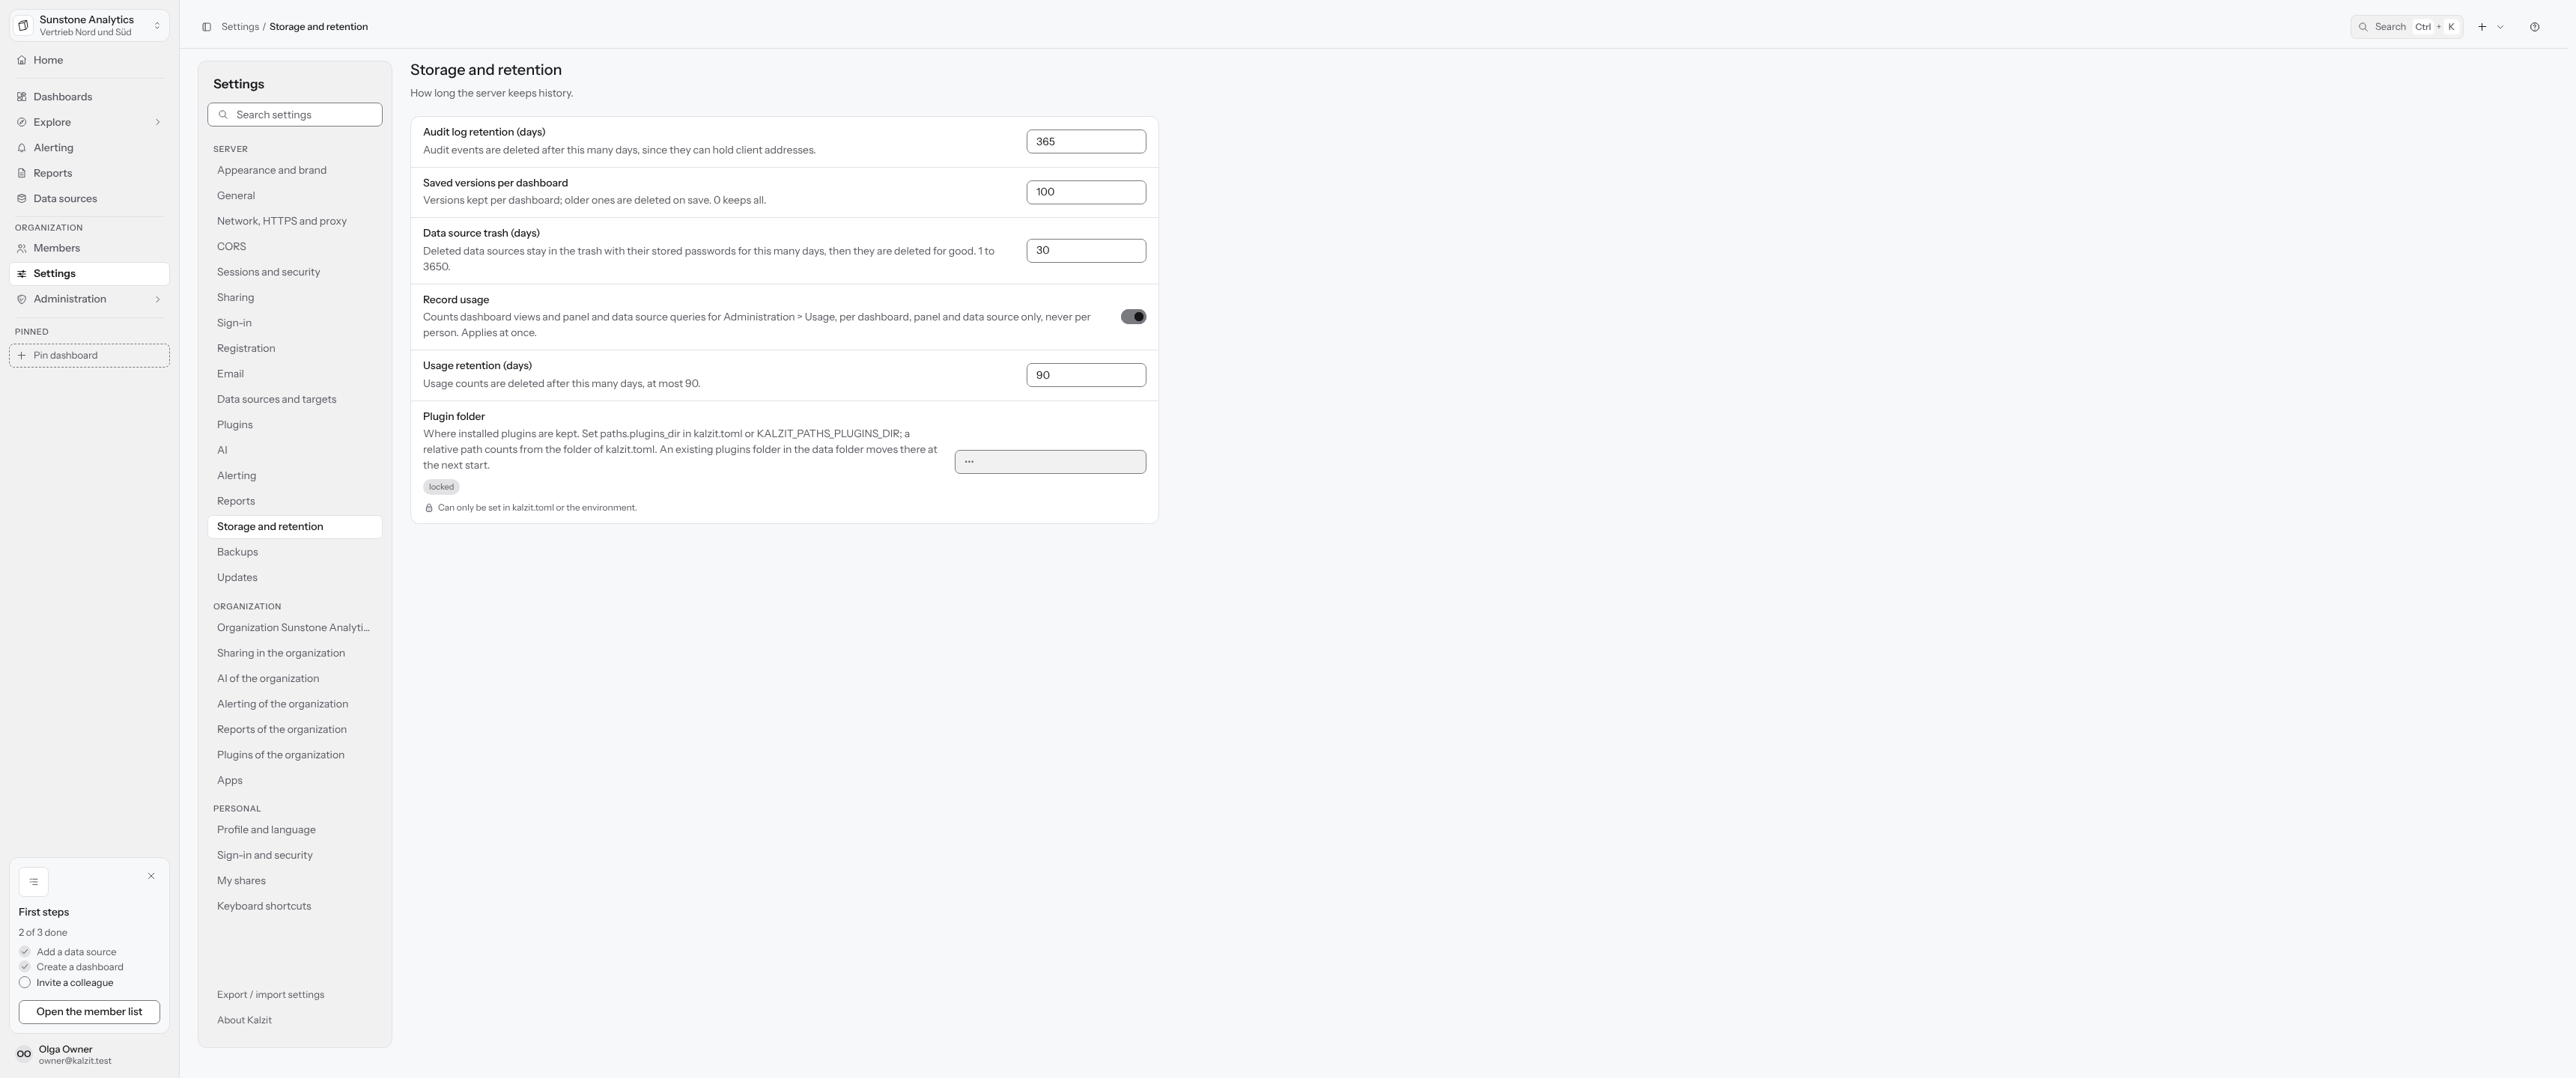 Sunstone Analytics
Vertrieb Nord und Süd
Home
Dashboards
Explore
Alerting
Reports
Data sources
ORGANIZATION
Members
Settings
Administration
PINNED
Pin dashboard
First steps
2 of 3 done
Add a data source
Create a dashboard
Invite a colleague
Open the member list
OO
Olga Owner
owner@kalzit.test
Settings / Storage and retention
Search Ctrl + K
Settings
Search settings
SERVER
Appearance and brand
General
Network, HTTPS and proxy
CORS
Sessions and security
Sharing
Sign-in
Registration
Email
Data sources and targets
Plugins
AI
Alerting
Reports
Storage and retention
Backups
Updates
ORGANIZATION
Organization Sunstone Analyti...
Sharing in the organization
AI of the organization
Alerting of the organization
Reports of the organization
Plugins of the organization
Apps
PERSONAL
Profile and language
Sign-in and security
My shares
Keyboard shortcuts
Export / import settings
About Kalzit
Storage and retention
How long the server keeps history.
Audit log retention (days)
Audit events are deleted after this many days, since they can hold client addresses.
365
Saved versions per dashboard
Versions kept per dashboard; older ones are deleted on save. 0 keeps all.
100
Data source trash (days)
Deleted data sources stay in the trash with their stored passwords for this many days, then they are deleted for good. 1 to
3650.
30
Record usage
Counts dashboard views and panel and data source queries for Administration > Usage, per dashboard, panel and data source only, never per
person. Applies at once.
Usage retention (days)
Usage counts are deleted after this many days, at most 90.
90
Plugin folder
Where installed plugins are kept. Set paths.plugins_dir in kalzit.toml or KALZIT_PATHS_PLUGINS_DIR; a
relative path counts from the folder of kalzit.toml. An existing plugins folder in the data folder moves there at
the next start.
···
locked
Can only be set in kalzit.toml or the environment.